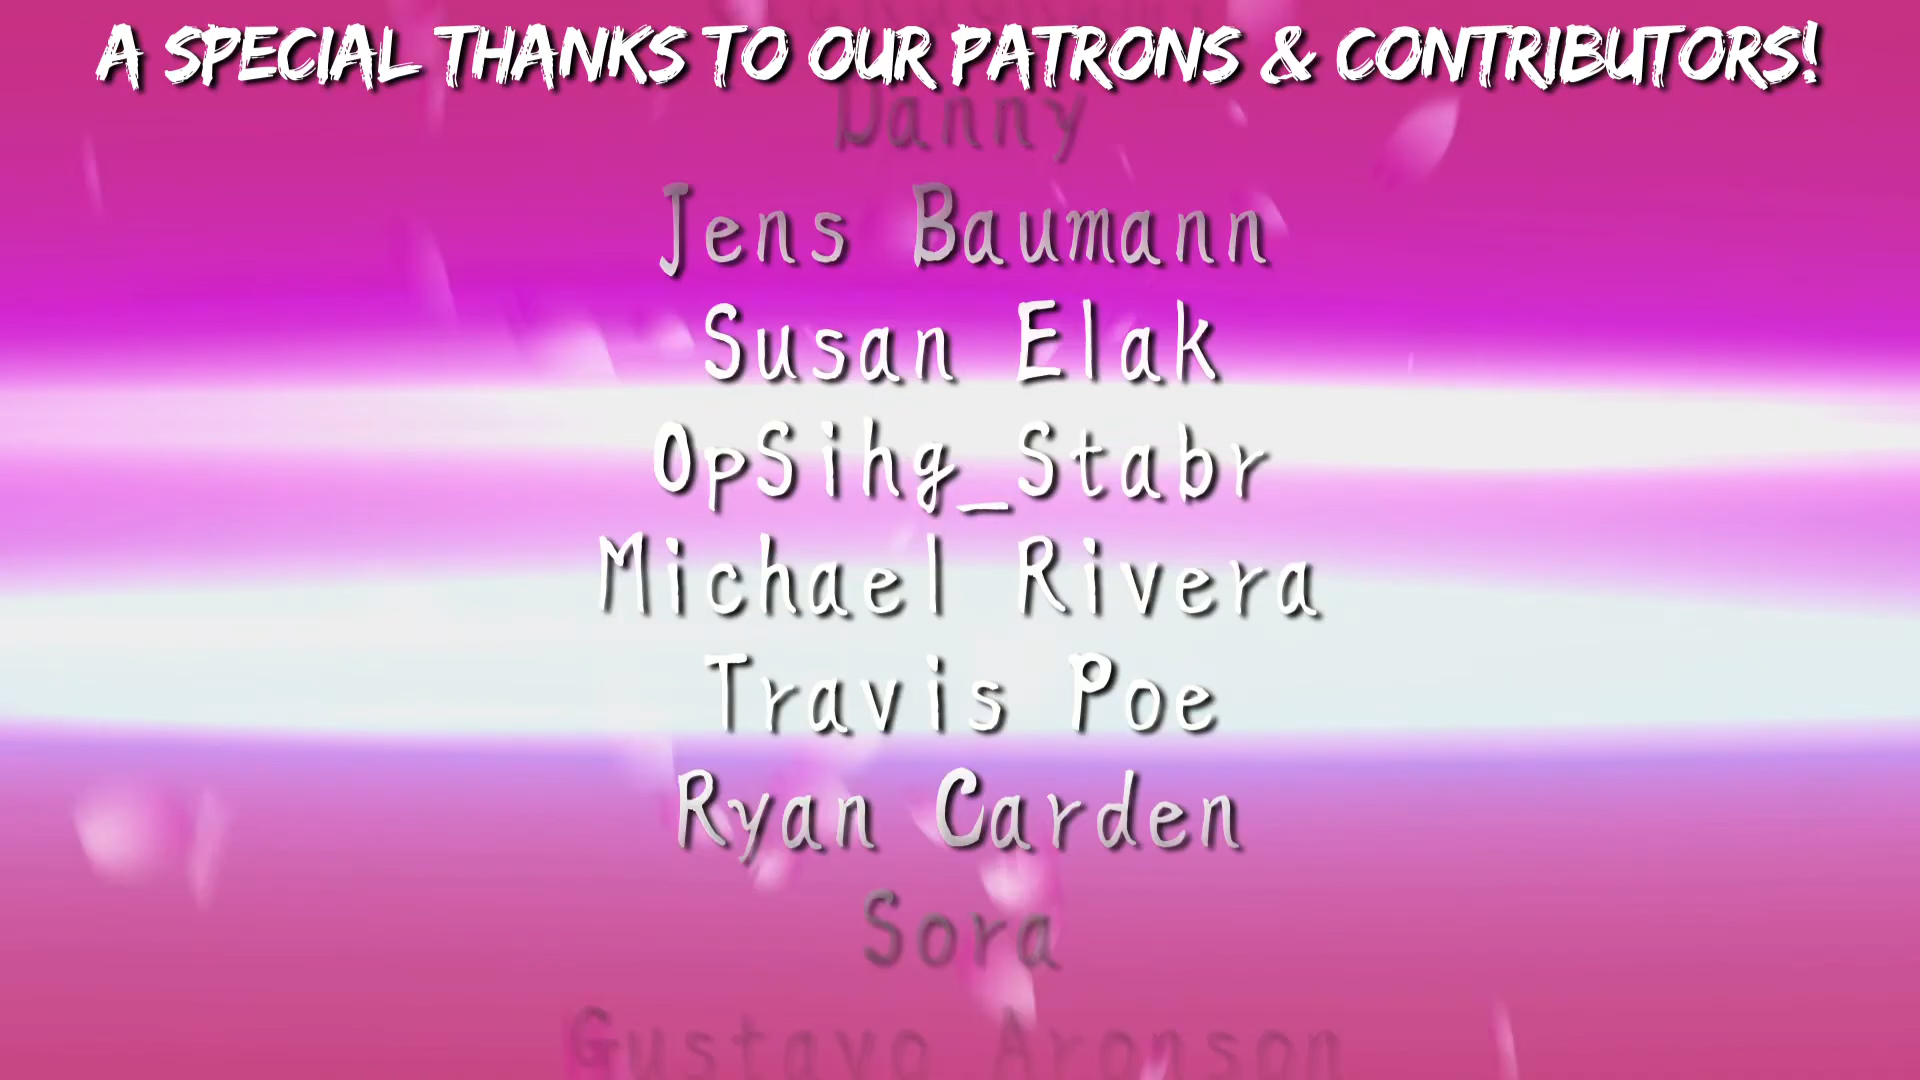 A SPECIAL THANKS TO OUR PATRONS & CONTRIBUTORS!
Danny
Jens Baumann
Susan Elak
OpSihg_Stabr
Michael Rivera
Travis Poe
Ryan Carden
Sora
Gustavo Aronson